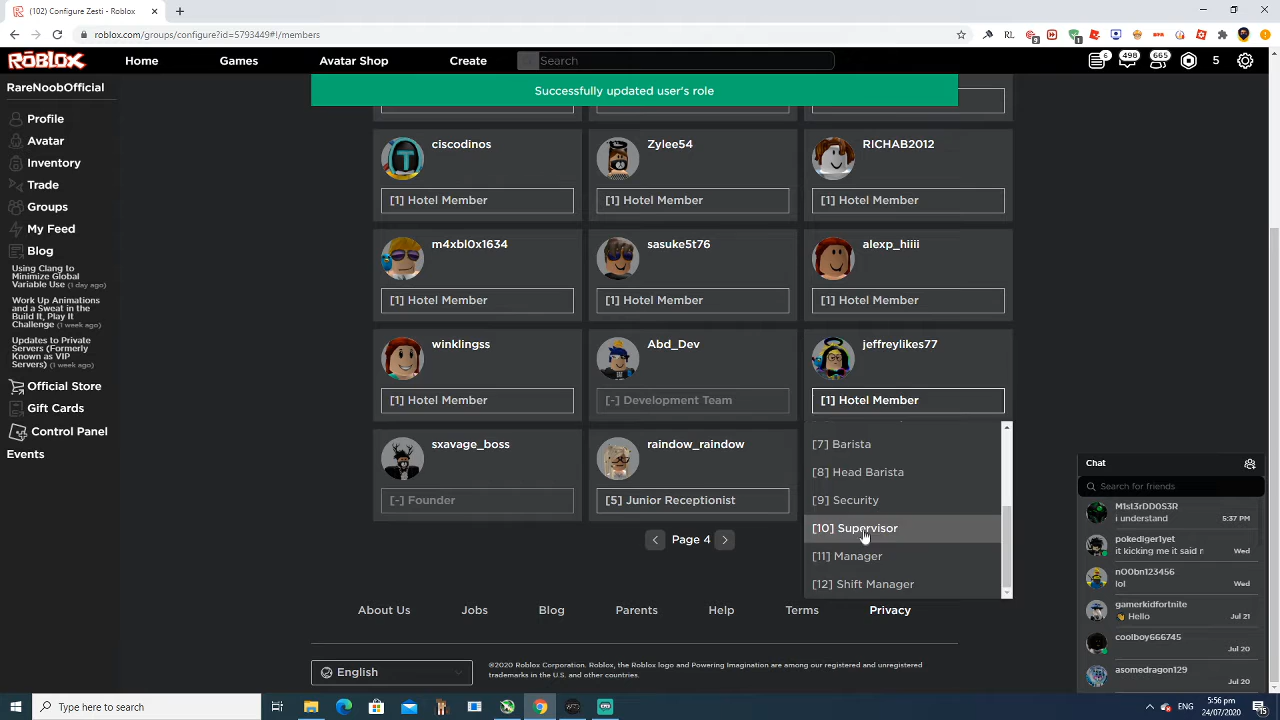 (102) Configure Zesti - Roblox
roblox.com/groups/configure?id=5793449#!/members
RL
9
1
ROBLOX
Home
Games
Avatar Shop
Create
Search
6
498
665
5
RareNoobOfficial
Successfully updated user's role
Profile
Avatar
Inventory
Trade
Groups
My Feed
Blog
Using Clang to
Minimize Global
Variable Use (1 day ago)
Work Up Animations
and a Sweat in the
Build It, Play It
Challenge (1 week ago)
Updates to Private
Servers (Formerly
Known as VIP
Servers) (1 week ago)
Official Store
Gift Cards
Control Panel
Events
ciscodinos
[1] Hotel Member
Zylee54
[1] Hotel Member
RICHAB2012
[1] Hotel Member
m4xbl0x1634
[1] Hotel Member
sasuke5t76
[1] Hotel Member
alexp_hiiii
[1] Hotel Member
winklingss
[1] Hotel Member
Abd_Dev
[-] Development Team
jeffreylikes77
[1] Hotel Member
sxavage_boss
[-] Founder
raindow_raindow
[5] Junior Receptionist
[7] Barista
[8] Head Barista
[9] Security
[10] Supervisor
[11] Manager
[12] Shift Manager
Page 4
About Us
Jobs
Blog
Parents
Help
Terms
Privacy
English
©2020 Roblox Corporation. Roblox, the Roblox logo and Powering Imagination are among our registered and unregistered
trademarks in the U.S. and other countries.
Chat
Search for friends
M1st3rDD0S3R
i understand
5:37 PM
pokediger1yet
it kicking me it said n
Wed
nO0bn123456
lol
Wed
gamerkidfortnite
👋 Hello
Jul 21
coolboy666745
Jul 20
asomedragon129
Jul 20
Type here to search
5:56 pm
24/07/2020